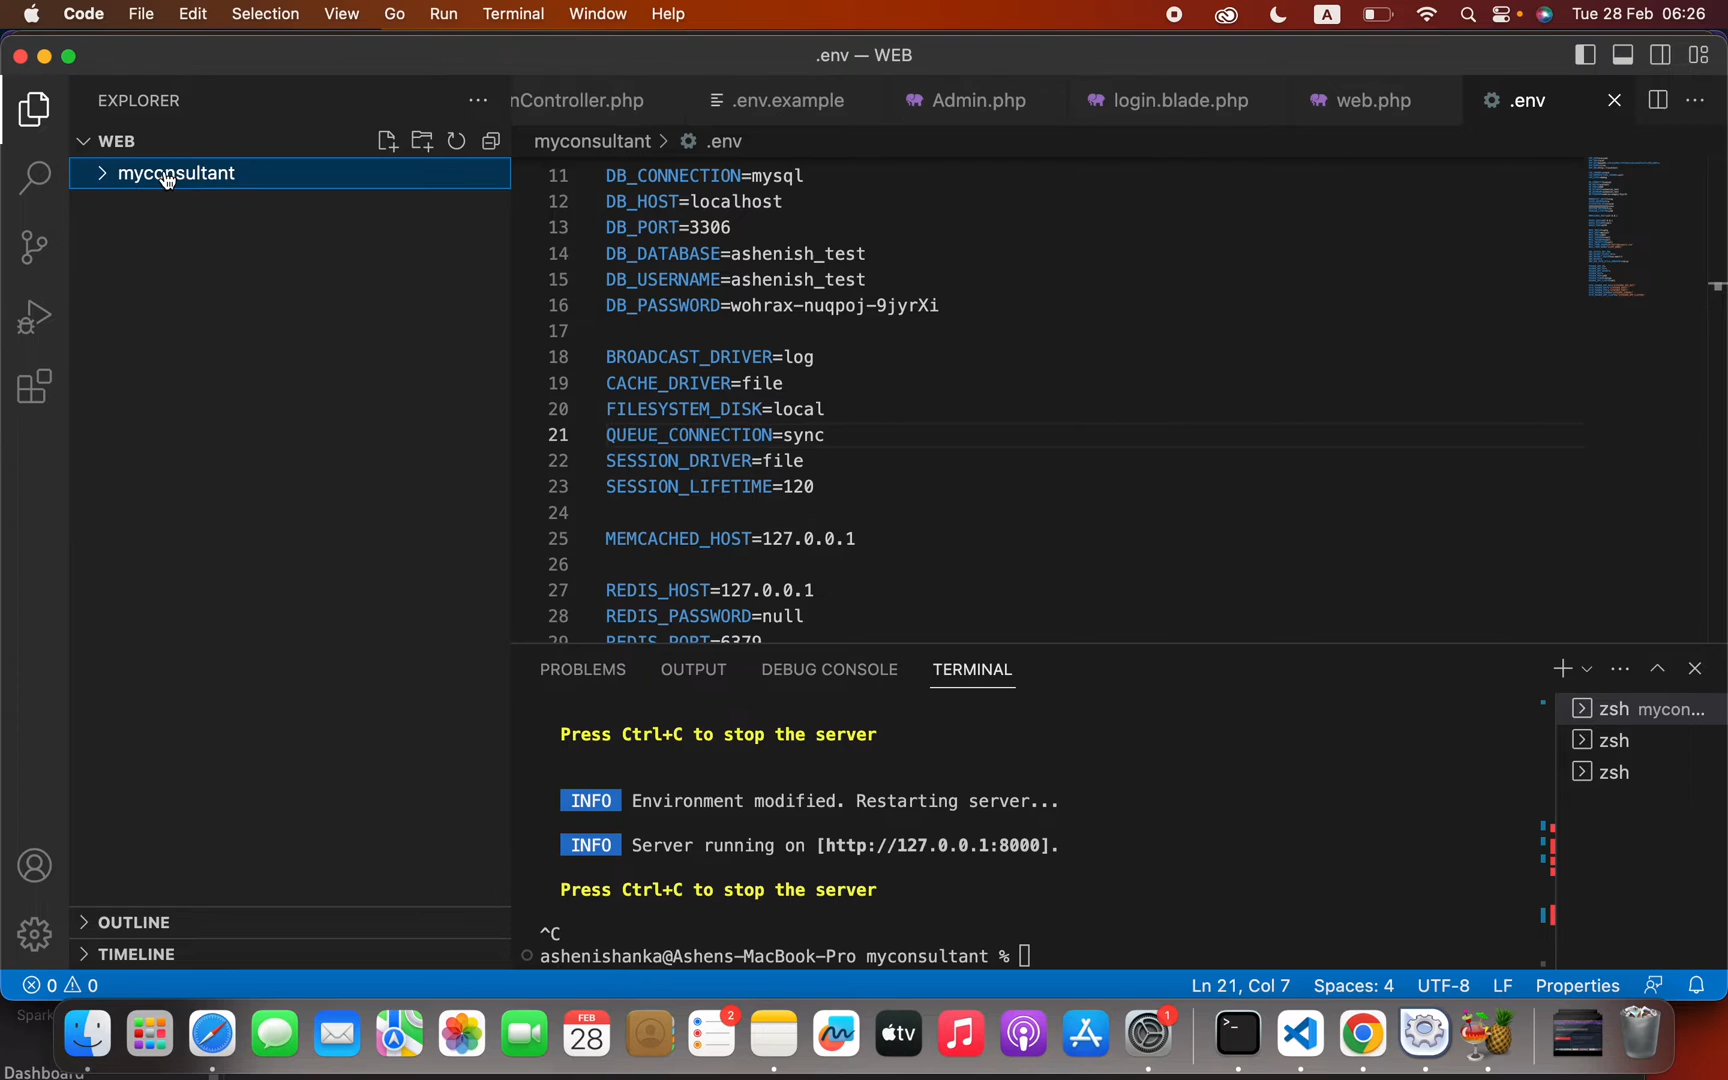 Code File Edit Selection View Go Run Terminal Window Help A Tue 28 Feb 06:26
.env — WEB
EXPLORER
nController.php .env.example Admin.php login.blade.php web.php .env
WEB
myconsultant > .env
myconsultant
11 DB_CONNECTION=mysql
12 DB_HOST=localhost
13 DB_PORT=3306
14 DB_DATABASE=ashenish_test
15 DB_USERNAME=ashenish_test
16 DB_PASSWORD=wohrax-nuqpoj-9jyrXi
17
18 BROADCAST_DRIVER=log
19 CACHE_DRIVER=file
20 FILESYSTEM_DISK=local
21 QUEUE_CONNECTION=sync
22 SESSION_DRIVER=file
23 SESSION_LIFETIME=120
24
25 MEMCACHED_HOST=127.0.0.1
26
27 REDIS_HOST=127.0.0.1
28 REDIS_PASSWORD=null
29 REDIS_PORT=6379
PROBLEMS OUTPUT DEBUG CONSOLE TERMINAL
zsh mycon...
zsh
zsh
Press Ctrl+C to stop the server
INFO Environment modified. Restarting server...
INFO Server running on [http://127.0.0.1:8000].
Press Ctrl+C to stop the server
^C
ashenishanka@Ashens-MacBook-Pro myconsultant %
OUTLINE
TIMELINE
0 0 Ln 21, Col 7 Spaces: 4 UTF-8 LF Properties
Spark
FEB
28
2
tv
1
>_
Dashboard